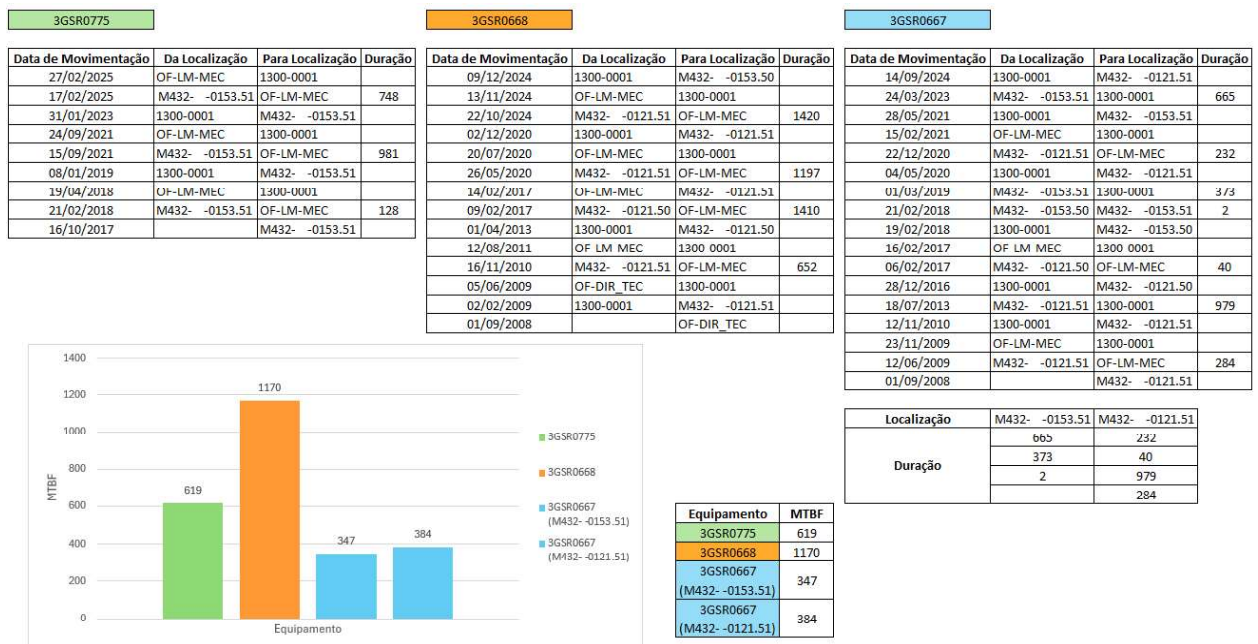 3GSR0775
Data de Movimentação Da Localização Para Localização Duração
27/02/2025 OF-LM-MEC 1300-0001
17/02/2025 M432- -0153.51 OF-LM-MEC 748
31/01/2023 1300-0001 M432- -0153.51
24/09/2021 OF-LM-MEC 1300-0001
15/09/2021 M432- -0153.51 OF-LM-MEC 981
08/01/2019 1300-0001 M432- -0153.51
19/04/2018 OF-LM-MEC 1300-0001
21/02/2018 M432- -0153.51 OF-LM-MEC 128
16/10/2017 M432- -0153.51
3GSR0668
Data de Movimentação Da Localização Para Localização Duração
09/12/2024 1300-0001 M432- -0153.50
13/11/2024 OF-LM-MEC 1300-0001
22/10/2024 M432- -0121.51 OF-LM-MEC 1420
02/12/2020 1300-0001 M432- -0121.51
20/07/2020 OF-LM-MEC 1300-0001
26/05/2020 M432- -0121.51 OF-LM-MEC 1197
14/02/2017 OF-LM-MEC M432- -0121.51
09/02/2017 M432- -0121.50 OF-LM-MEC 1410
01/04/2013 1300-0001 M432- -0121.50
12/08/2011 OF-LM-MEC 1300-0001
16/11/2010 M432- -0121.51 OF-LM-MEC 652
05/06/2009 OF-DIR_TEC 1300-0001
02/02/2009 1300-0001 M432- -0121.51
01/09/2008 OF-DIR_TEC
3GSR0667
Data de Movimentação Da Localização Para Localização Duração
14/09/2024 1300-0001 M432- -0121.51
24/03/2023 M432- -0153.51 1300-0001 665
28/05/2021 1300-0001 M432- -0153.51
15/02/2021 OF-LM-MEC 1300-0001
22/12/2020 M432- -0121.51 OF-LM-MEC 232
04/05/2020 1300-0001 M432- -0121.51
01/03/2019 M432- -0153.51 1300-0001 373
21/02/2018 M432- -0153.50 M432- -0153.51 2
19/02/2018 1300-0001 M432- -0153.50
16/02/2017 OF-LM-MEC 1300-0001
06/02/2017 M432- -0121.50 OF-LM-MEC 40
28/12/2016 1300-0001 M432- -0121.50
18/07/2013 M432- -0121.51 1300-0001 979
12/11/2010 1300-0001 M432- -0121.51
23/11/2009 OF-LM-MEC 1300-0001
12/06/2009 M432- -0121.51 OF-LM-MEC 284
01/09/2008 M432- -0121.51
Localização M432- -0153.51 M432- -0121.51
Duração
665 232
373 40
2 979
284
1400
1200
1000
800
600
400
200
0
MTBF
619
1170
347
384
Equipamento
3GSR0775
3GSR0668
3GSR0667
(M432- -0153.51)
3GSR0667
(M432- -0121.51)
Equipamento MTBF
3GSR0775 619
3GSR0668 1170
3GSR0667
(M432- -0153.51) 347
3GSR0667
(M432- -0121.51) 384